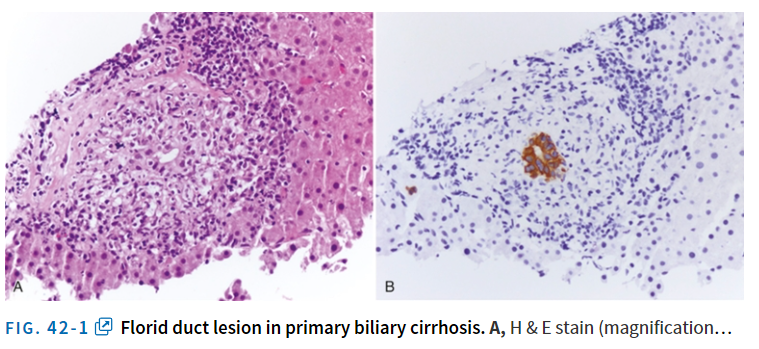 A
B
FIG. 42-1 Florid duct lesion in primary biliary cirrhosis. A, H & E stain (magnification…